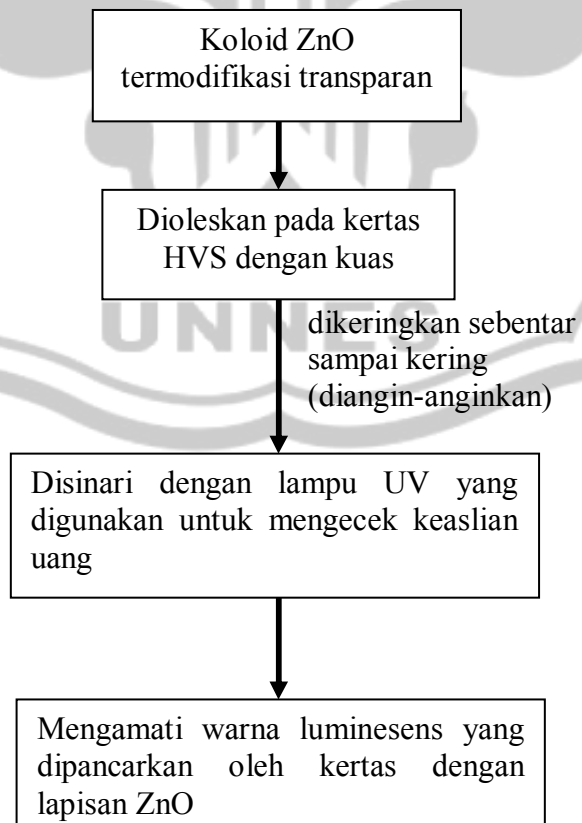 Koloid ZnO
termodifikasi transparan
Dioleskan pada kertas
HVS dengan kuas
UNNES
dikeringkan sebentar
sampai kering
(diangin-anginkan)
Disinari dengan lampu UV yang
digunakan untuk mengecek keaslian
uang
Mengamati warna luminesens yang
dipancarkan oleh kertas dengan
lapisan ZnO